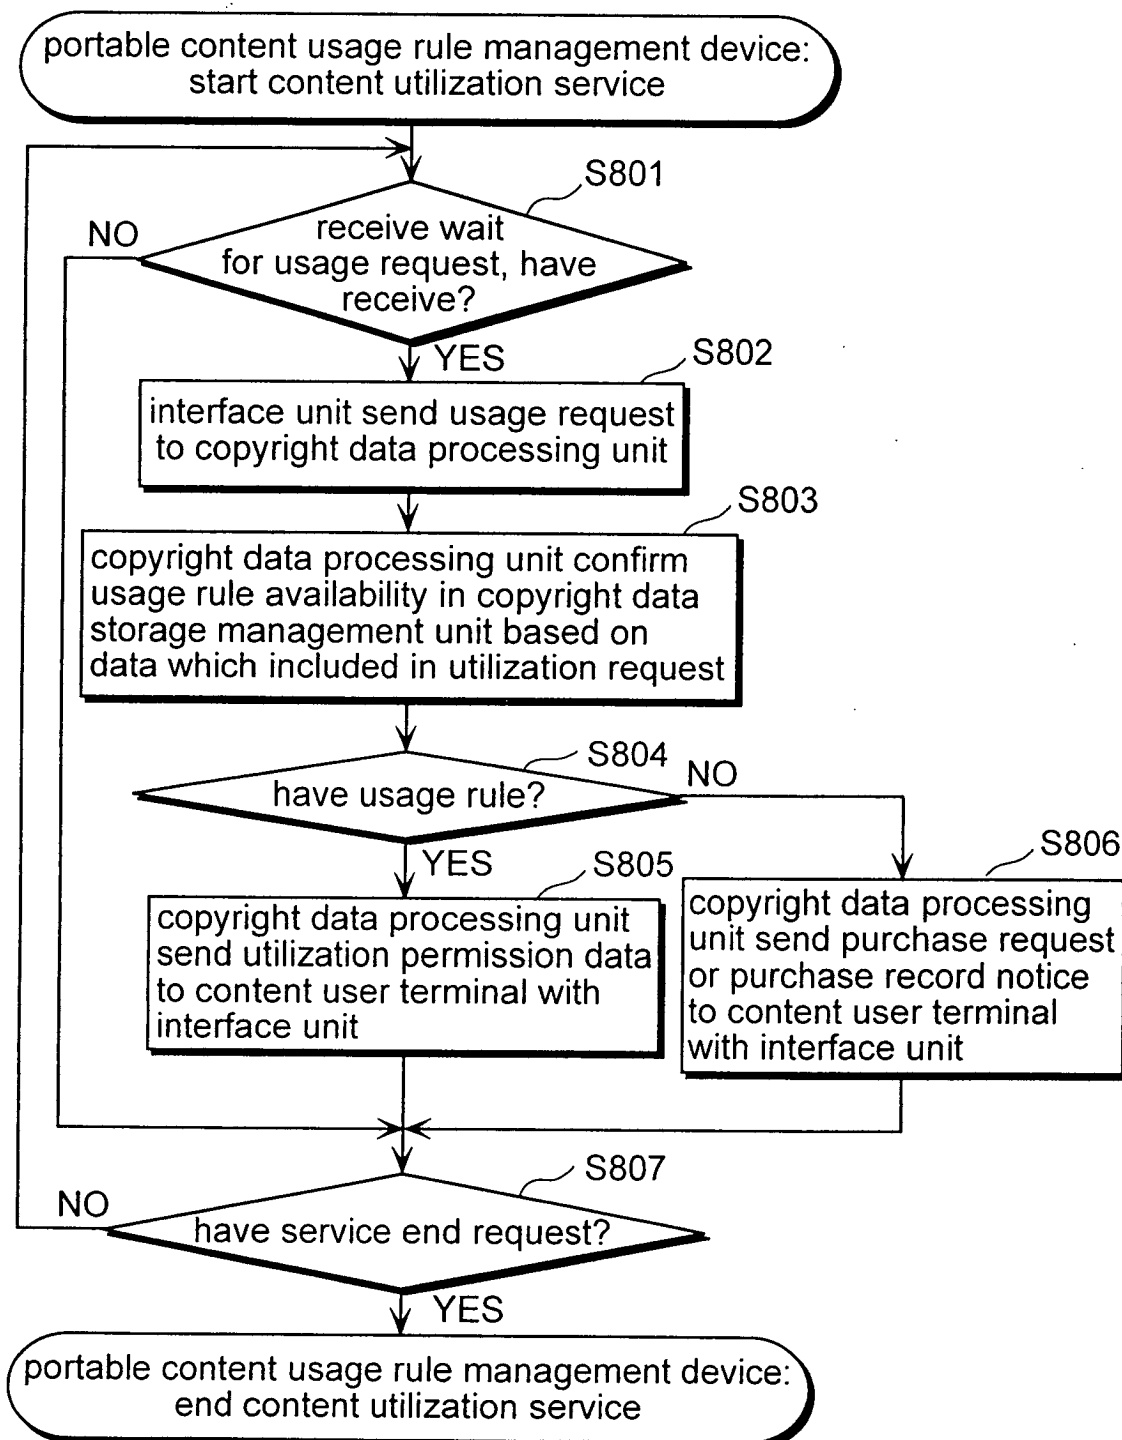 portable content usage rule management device:
start content utilization service
S801
NO
receive wait
for usage request, have
receive?
YES
S802
interface unit send usage request
to copyright data processing unit
S803
copyright data processing unit confirm
usage rule availability in copyright data
storage management unit based on
data which included in utilization request
S804
NO
have usage rule?
YES
S805
S806
copyright data processing unit
send utilization permission data
to content user terminal with
interface unit
copyright data processing
unit send purchase request
or purchase record notice
to content user terminal
with interface unit
S807
NO
have service end request?
YES
portable content usage rule management device:
end content utilization service